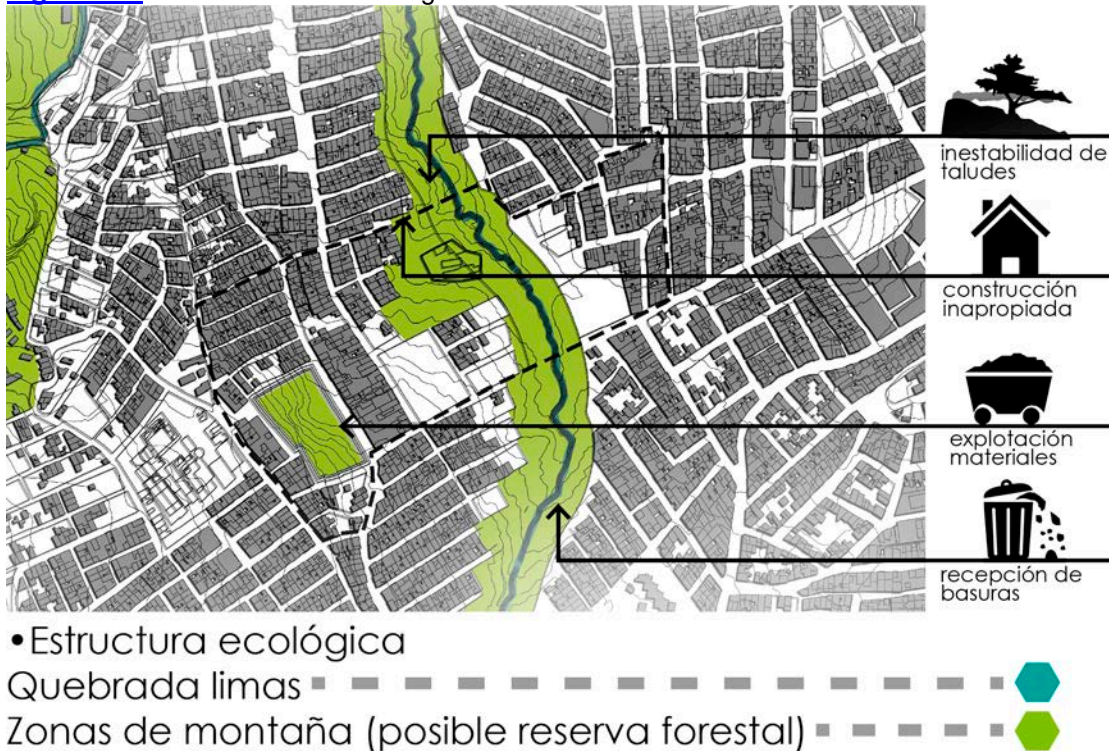 inestabilidad de
taludes
construcción
inapropiada
explotación
materiales
recepción de
basuras
•Estructura ecológica
Quebrada limas
Zonas de montaña (posible reserva forestal)